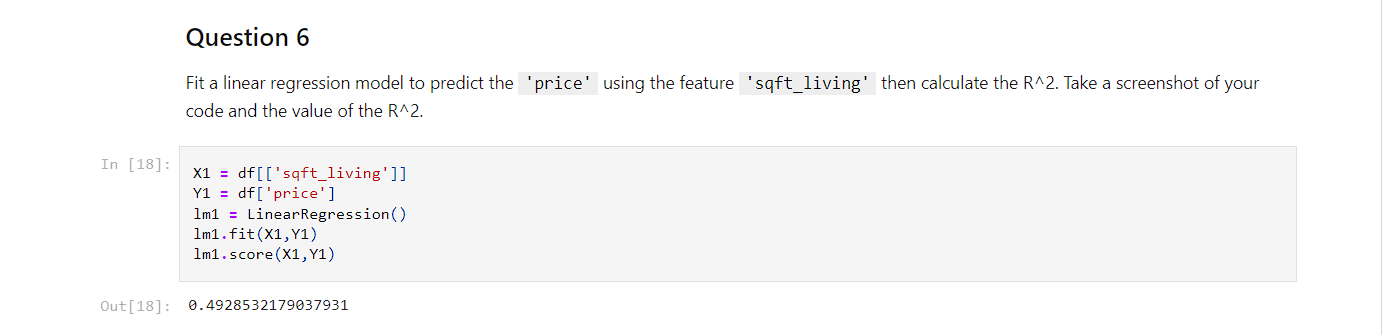 Question 6
Fit a linear regression model to predict the 'price' using the feature 'sqft_living' then calculate the R^2. Take a screenshot of your
code and the value of the R^2.
In [18]:
X1 = df[['sqft_living']]
Y1 = df['price']
lm1 = LinearRegression()
lm1.fit(X1,Y1)
lm1.score(X1,Y1)
Out[18]: 0.4928532179037931